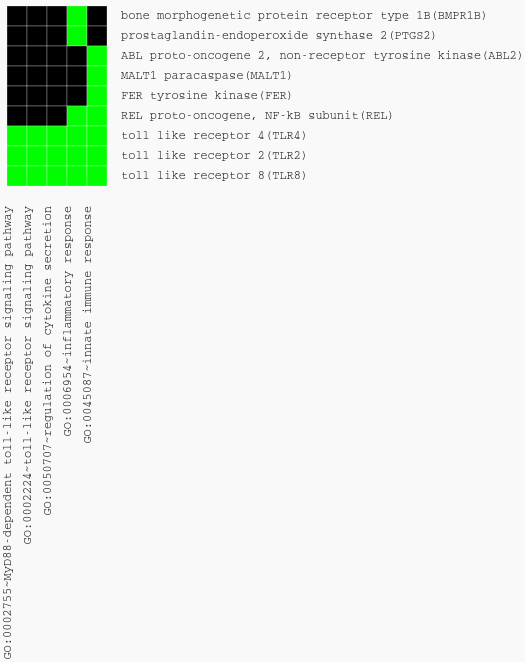 bone morphogenetic protein receptor type 1B(BMPR1B)
prostaglandin-endoperoxide synthase 2(PTGS2)
ABL proto-oncogene 2, non-receptor tyrosine kinase(ABL2)
MALT1 paracaspase(MALT1)
FER tyrosine kinase(FER)
REL proto-oncogene, NF-kB subunit(REL)
toll like receptor 4(TLR4)
toll like receptor 2(TLR2)
toll like receptor 8(TLR8)
GO:0002755~MyD88-dependent toll-like receptor signaling pathway
GO:0002224~toll-like receptor signaling pathway
GO:0050707~regulation of cytokine secretion
GO:0006954~inflammatory response
GO:0045087~innate immune response